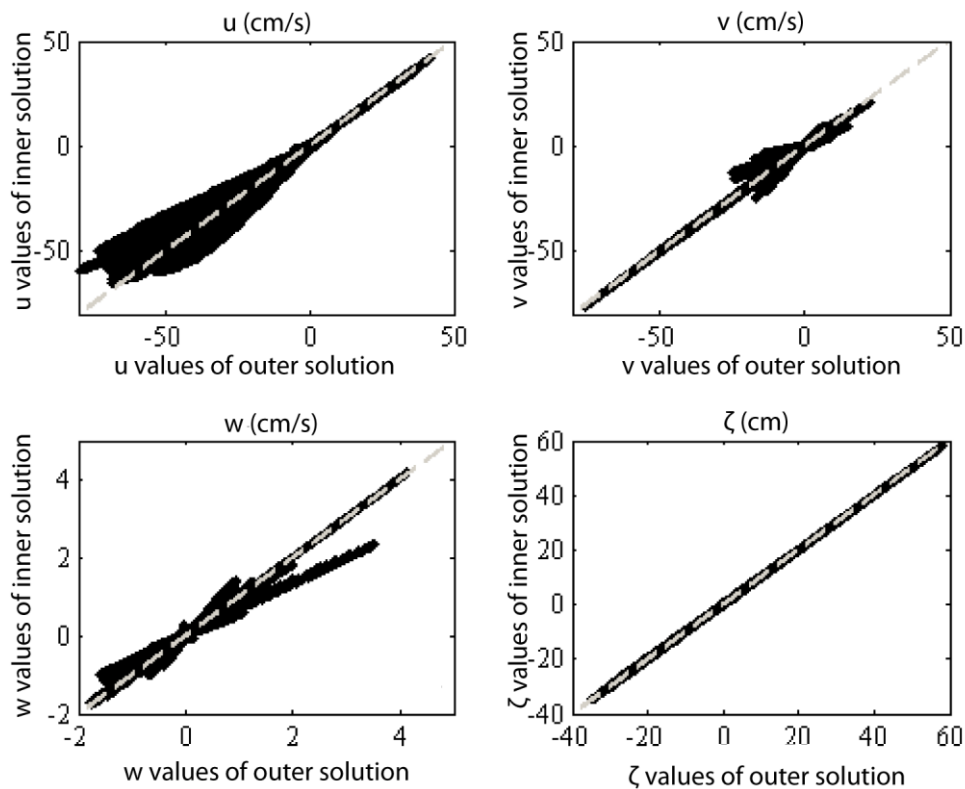 u (cm/s)
50
0
-50
u values of inner solution
-50 0 50
u values of outer solution
v (cm/s)
50
0
-50
v values of inner solution
-50 0 50
v values of outer solution
w (cm/s)
4
2
0
-2
w values of inner solution
-2 0 2 4
w values of outer solution
ζ (cm)
60
40
20
0
-20
-40
ζ values of inner solution
-40 -20 0 20 40 60
ζ values of outer solution